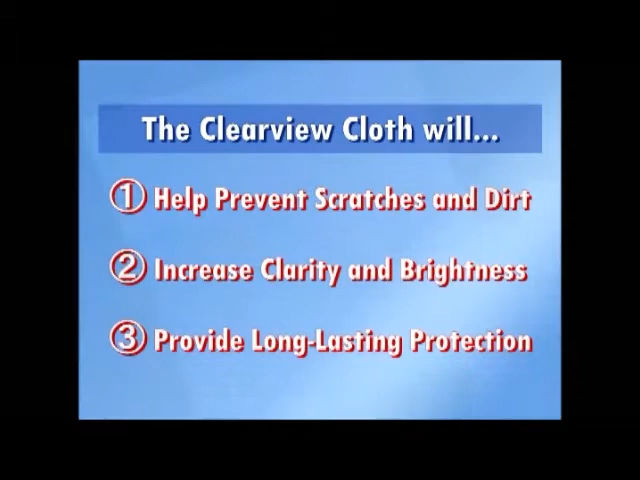 The Clearview Cloth will...
① Help Prevent Scratches and Dirt
② Increase Clarity and Brightness
③ Provide Long-Lasting Protection